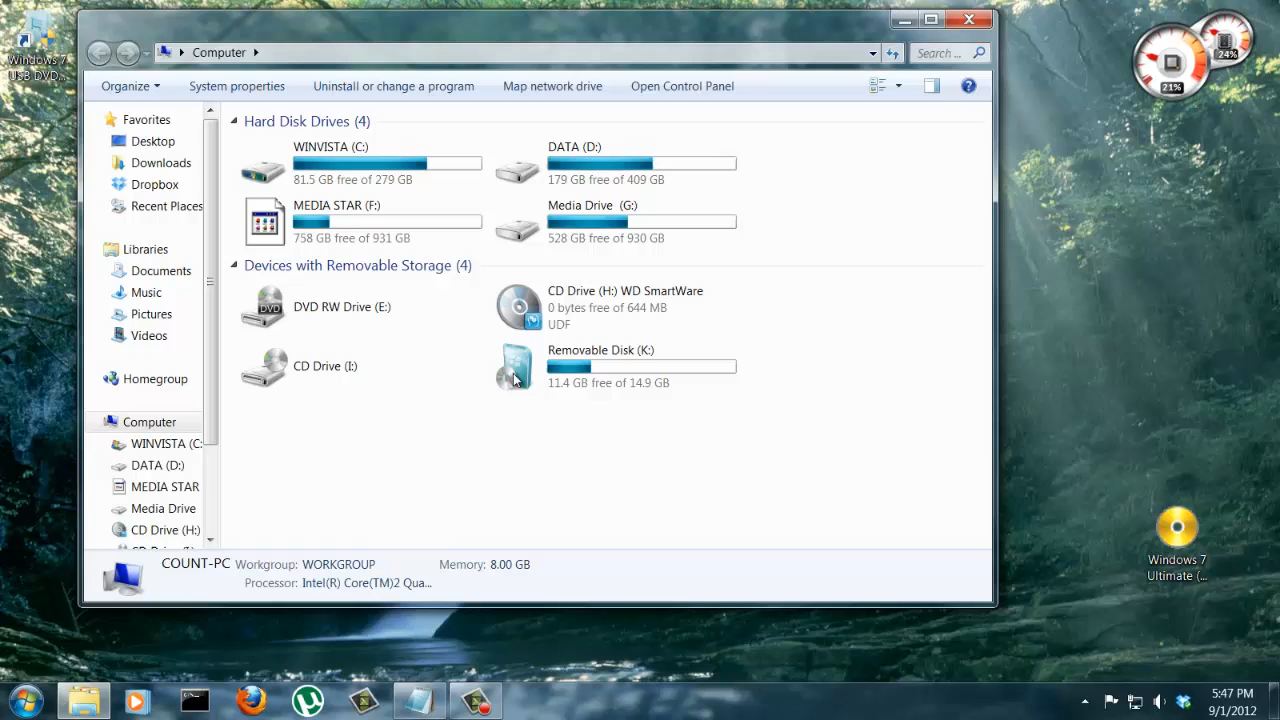 Windows 7
USB DVD...
Computer
Search ...
24%
21%
Organize
System properties
Uninstall or change a program
Map network drive
Open Control Panel
Favorites
Desktop
Downloads
Dropbox
Recent Places
Libraries
Documents
Music
Pictures
Videos
Homegroup
Computer
WINVISTA (C:
DATA (D:)
MEDIA STAR
Media Drive
CD Drive (H:)
Hard Disk Drives (4)
WINVISTA (C:)
81.5 GB free of 279 GB
DATA (D:)
179 GB free of 409 GB
MEDIA STAR (F:)
758 GB free of 931 GB
Media Drive (G:)
528 GB free of 930 GB
Devices with Removable Storage (4)
DVD
DVD RW Drive (E:)
CD Drive (H:) WD SmartWare
0 bytes free of 644 MB
UDF
CD Drive (I:)
Removable Disk (K:)
11.4 GB free of 14.9 GB
COUNT-PC Workgroup: WORKGROUP Memory: 8.00 GB
Processor: Intel(R) Core(TM)2 Qua...
Windows 7
Ultimate (...
5:47 PM
9/1/2012